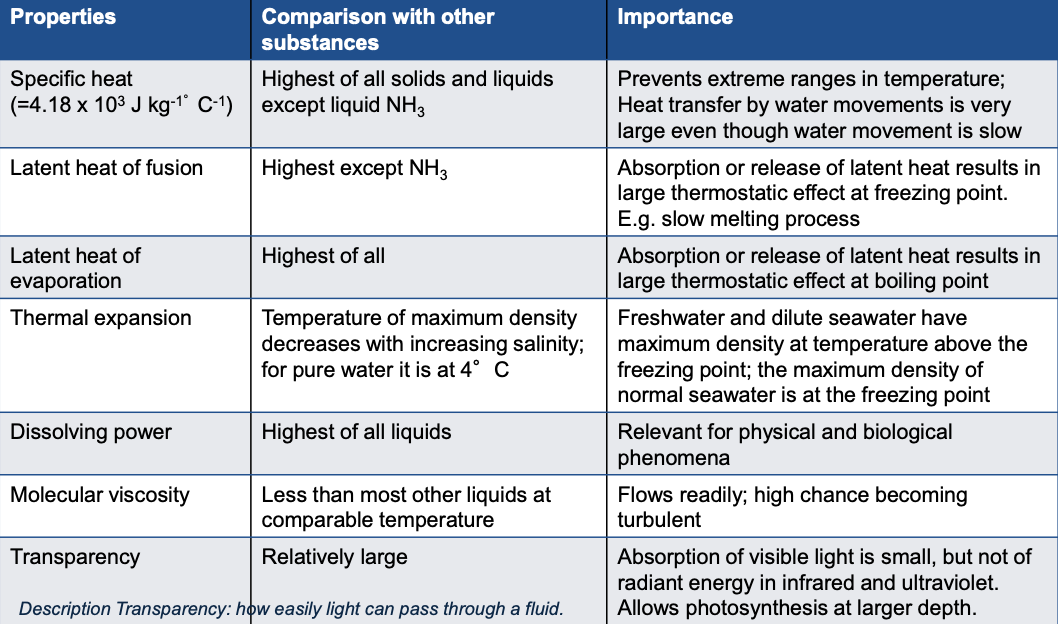 Properties
Comparison with other
substances
Importance
Specific heat
(=4.18 x 10³ J kg⁻¹° C⁻¹)
Highest of all solids and liquids
except liquid NH₃
Prevents extreme ranges in temperature;
Heat transfer by water movements is very
large even though water movement is slow
Latent heat of fusion
Highest except NH₃
Absorption or release of latent heat results in
large thermostatic effect at freezing point.
E.g. slow melting process
Latent heat of
evaporation
Highest of all
Absorption or release of latent heat results in
large thermostatic effect at boiling point
Thermal expansion
Temperature of maximum density
decreases with increasing salinity;
for pure water it is at 4° C
Freshwater and dilute seawater have
maximum density at temperature above the
freezing point; the maximum density of
normal seawater is at the freezing point
Dissolving power
Highest of all liquids
Relevant for physical and biological
phenomena
Molecular viscosity
Less than most other liquids at
comparable temperature
Flows readily; high chance becoming
turbulent
Transparency
Relatively large
Absorption of visible light is small, but not of
radiant energy in infrared and ultraviolet.
Allows photosynthesis at larger depth.
Description Transparency: how easily light can pass through a fluid.